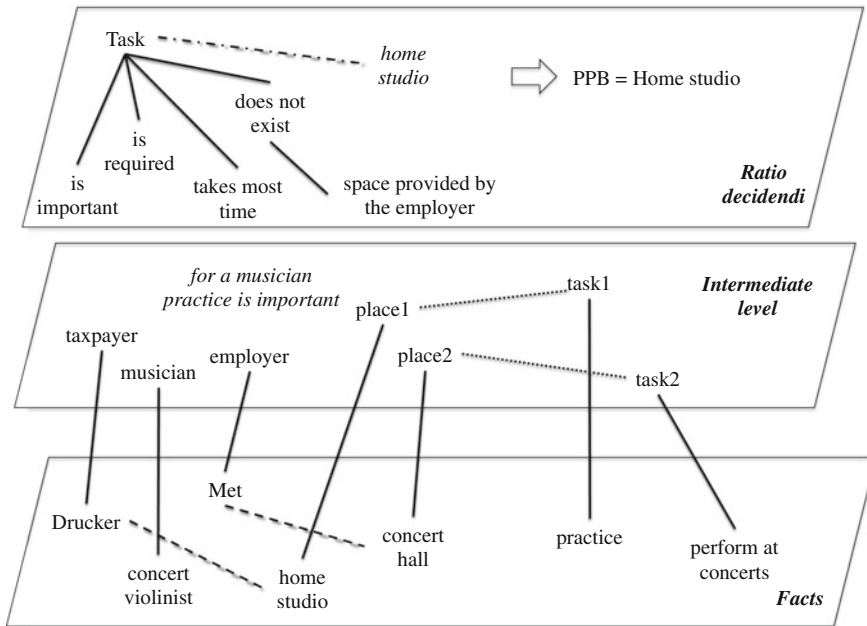 Task
home
studio
PPB = Home studio
does not
exist
is
required
is
important
takes most
time
space provided by
the employer
Ratio
decidendi
for a musician
practice is important
task1
Intermediate
level
place1
taxpayer
employer
place2
musician
task2
Met
Drucker
concert
hall
practice
perform at
concerts
concert
violinist
home
studio
Facts